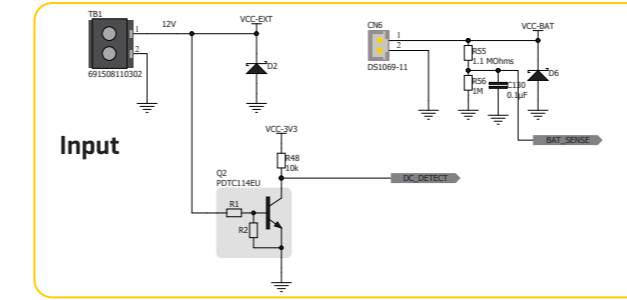 TB1
1
12V
2
691508110302
VCC-EXT
D2
CN6
1
2
DS1069-11
VCC-BAT
R55
1.1 MOhms
R56
1M
C130
0.1µF
D6
BAT_SENSE
Input
VCC-3V3
R48
10k
DC_DETECT
Q2
PDTC114EU
R1
R2